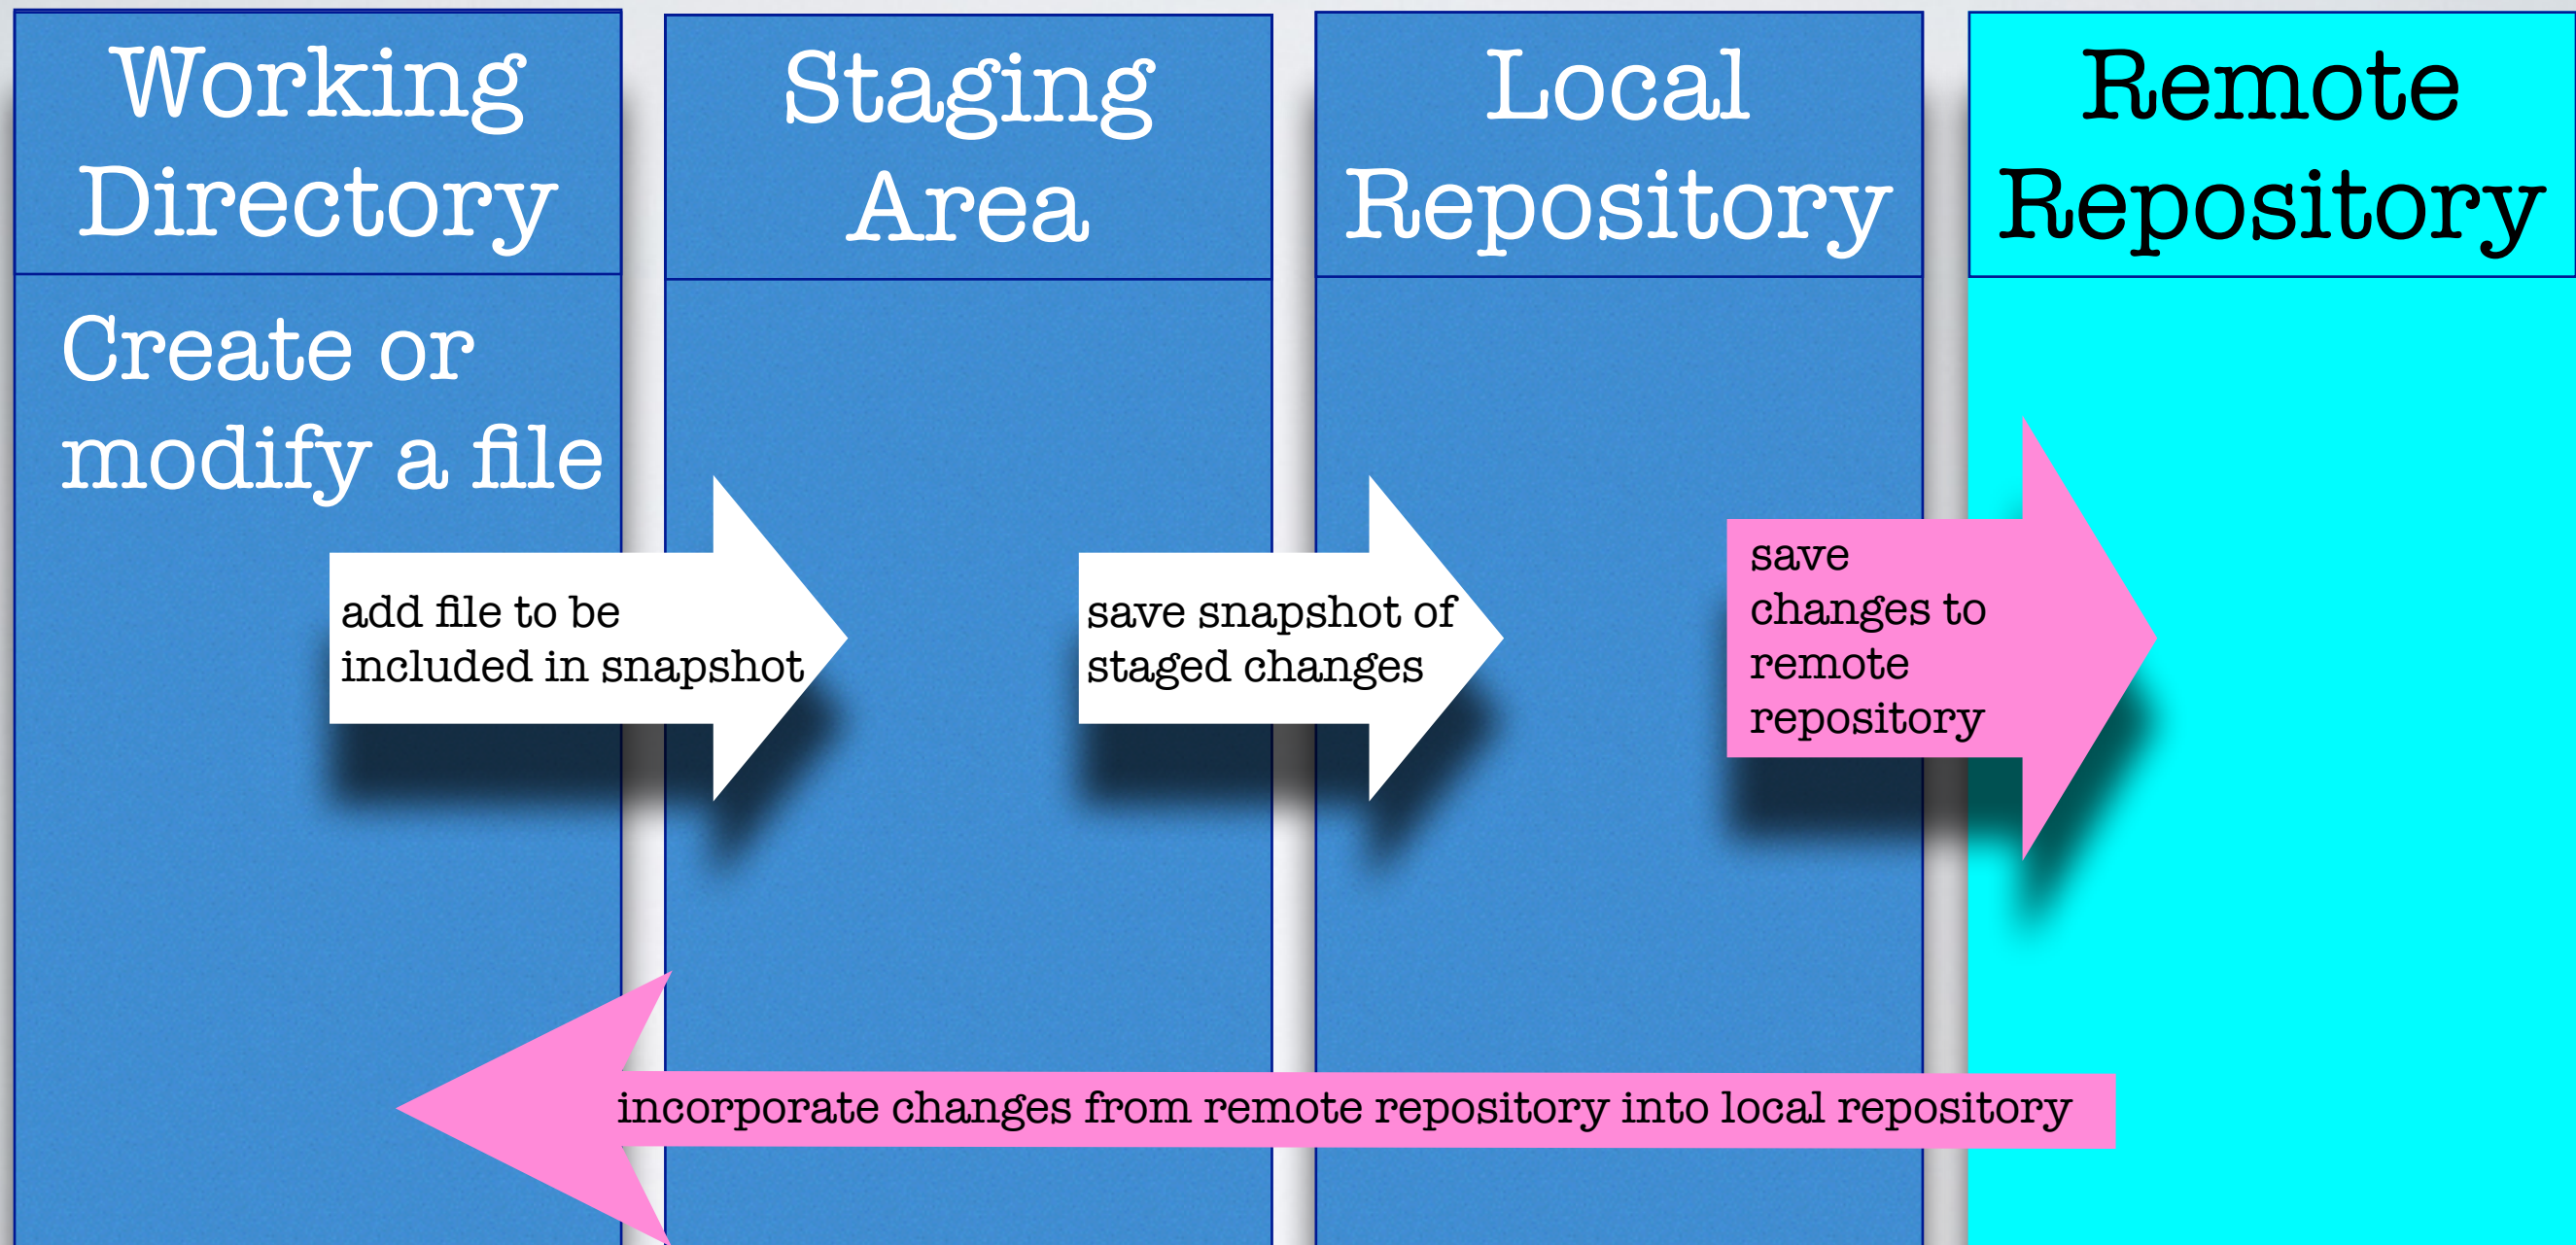 Working
Directory
Staging
Area
Local
Repository
Remote
Repository
Create or
modify a file
add file to be
included in snapshot
save snapshot of
staged changes
save
changes to
remote
repository
incorporate changes from remote repository into local repository